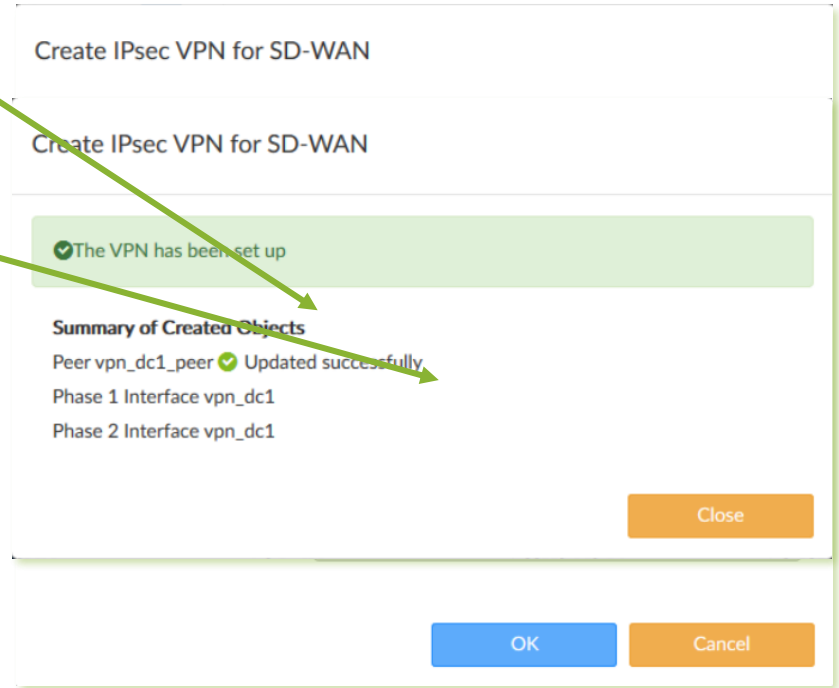 Create IPsec VPN for SD-WAN
Create IPsec VPN for SD-WAN
The VPN has been set up
Summary of Created Objects
Peer vpn_dc1_peer Updated successfully
Phase 1 Interface vpn_dc1
Phase 2 Interface vpn_dc1
Close
OK
Cancel